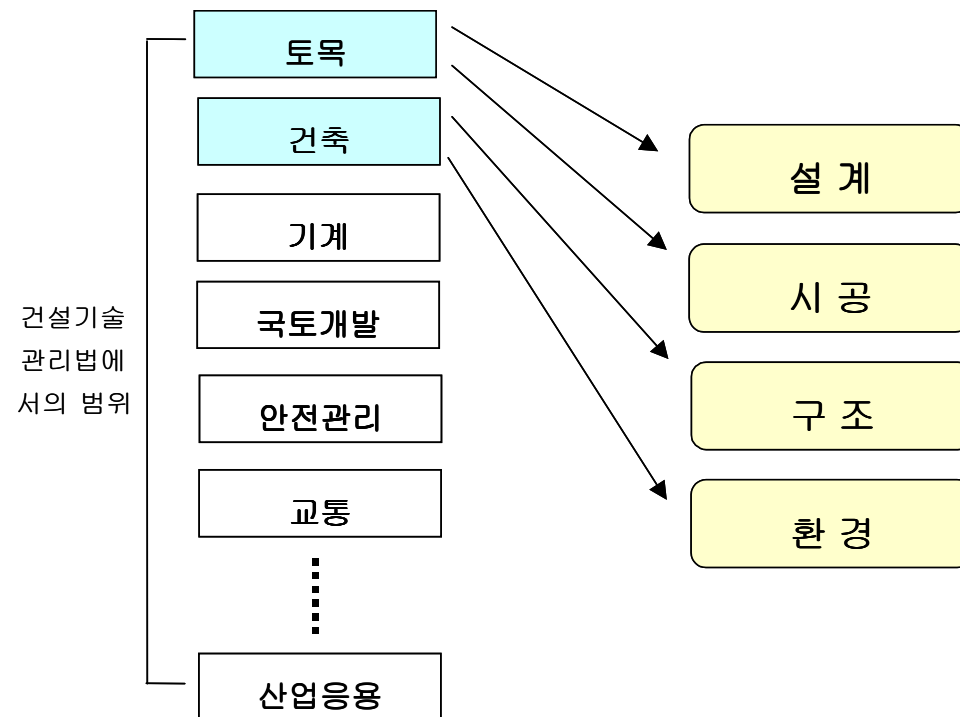 토목
건축
기계
국토개발
안전관리
교통
산업응용
건설기술
관리법에
서의 범위
설 계
시 공
구 조
환 경